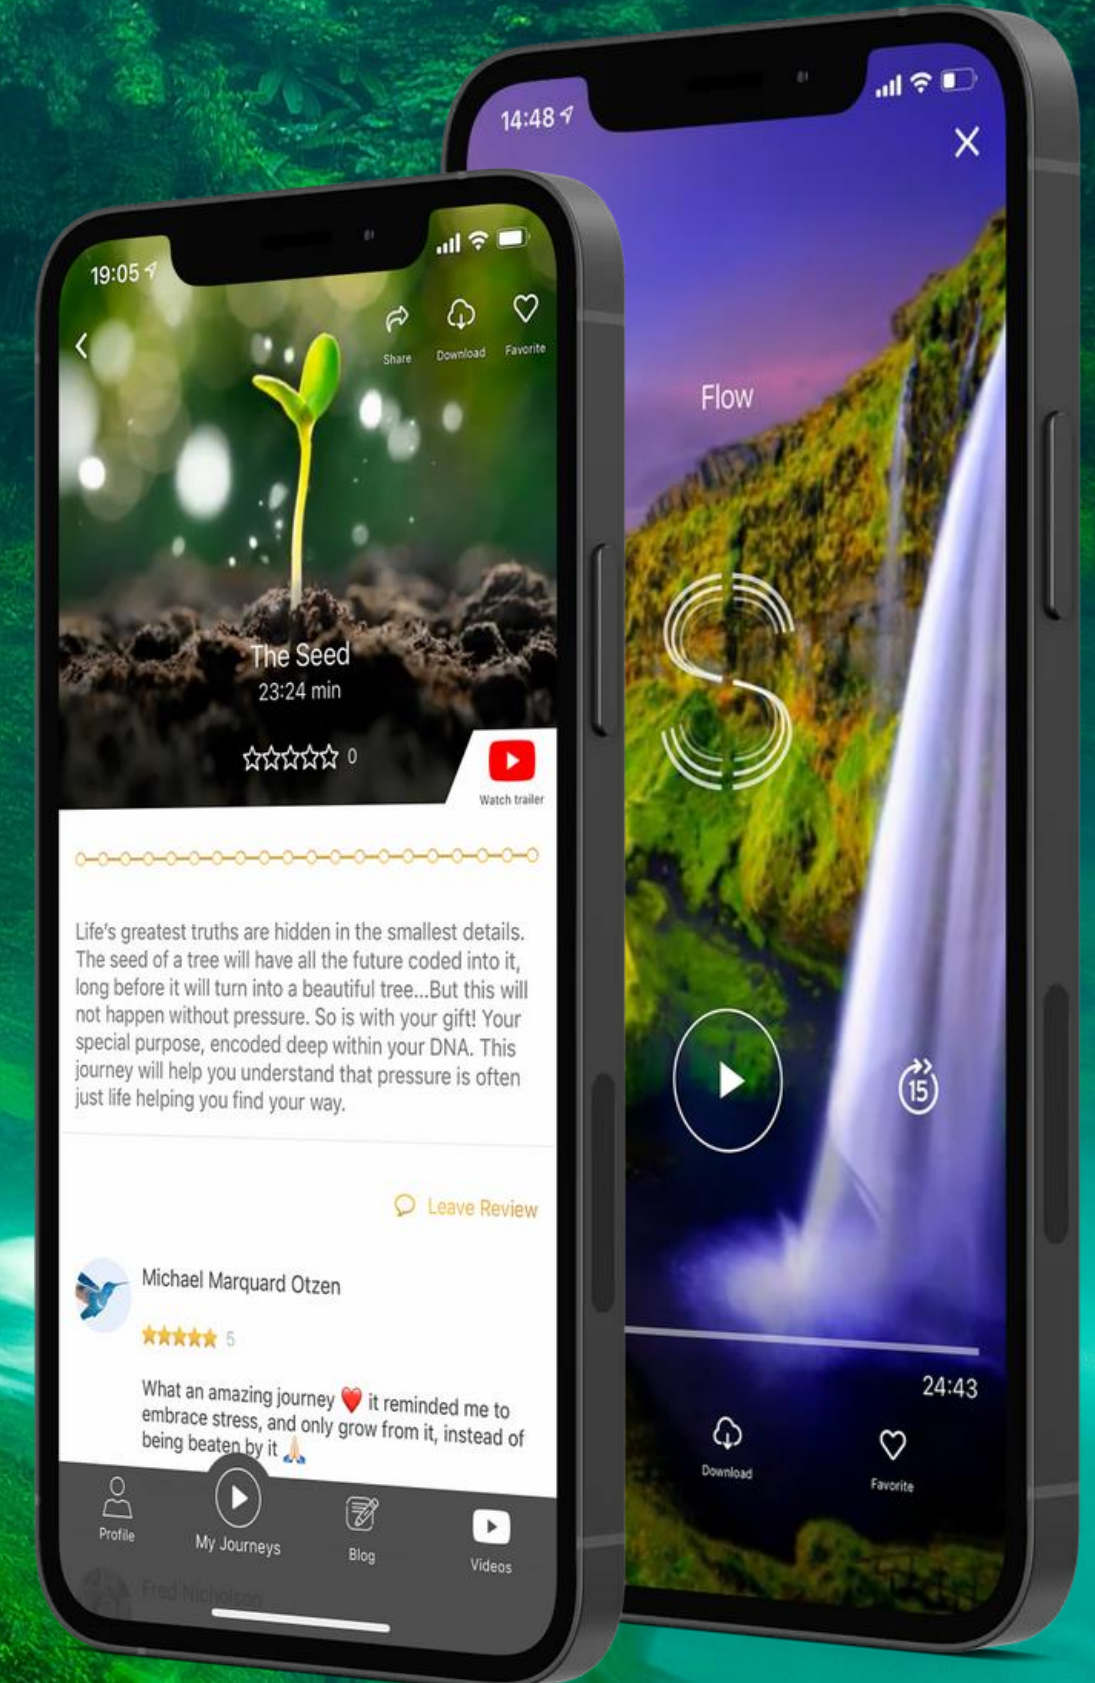 19:05
Share
Download
Favorite
The Seed
23:24 min
0
Watch trailer
Life's greatest truths are hidden in the smallest details.
The seed of a tree will have all the future coded into it,
long before it will turn into a beautiful tree...But this will
not happen without pressure. So is with your gift! Your
special purpose, encoded deep within your DNA. This
journey will help you understand that pressure is often
just life helping you find your way.
Leave Review
Michael Marquard Otzen
5
What an amazing journey ❤️ it reminded me to
embrace stress, and only grow from it, instead of
being beaten by it 🙏
Profile
My Journeys
Blog
Videos
Fred Nicholson
14:48
Flow
S
15
24:43
Download
Favorite